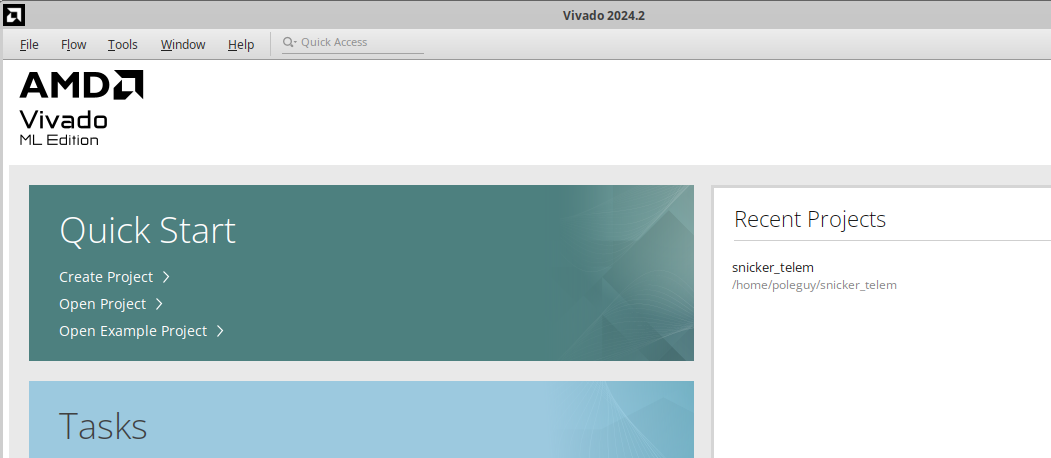 Vivado 2024.2
File Flow Tools Window Help Quick Access
AMD
Vivado
ML Edition
Quick Start
Create Project
Open Project
Open Example Project
Tasks
Recent Projects
snicker_telem
/home/poleguy/snicker_telem